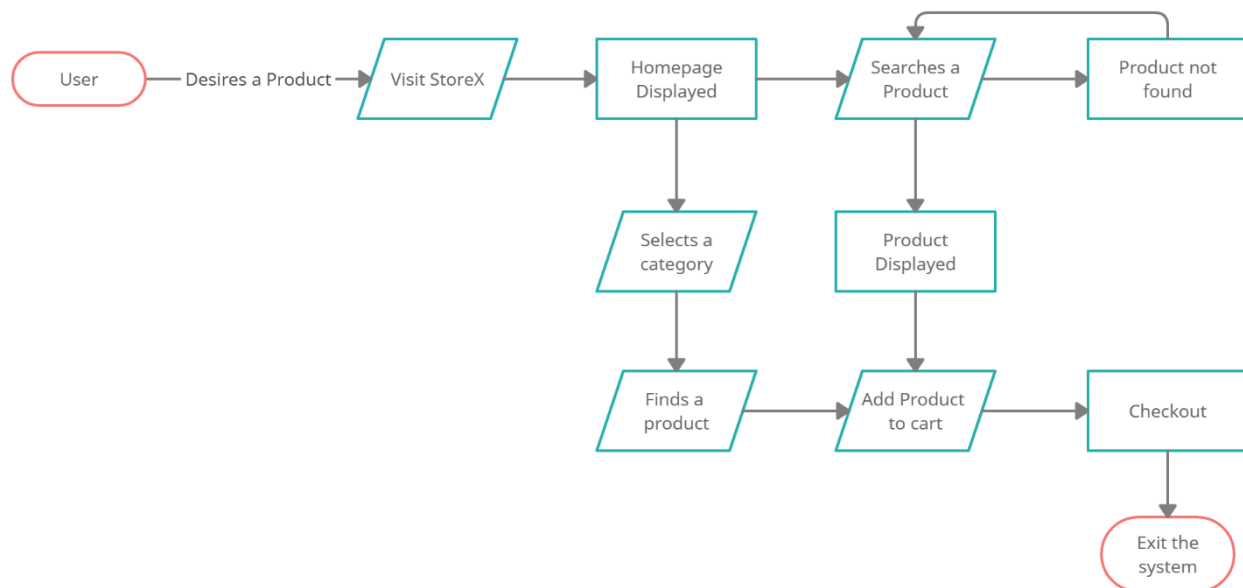 User
Desires a Product
Visit StoreX
Homepage
Displayed
Searches a
Product
Product not
found
Selects a
category
Product
Displayed
Finds a
product
Add Product
to cart
Checkout
Exit the
system